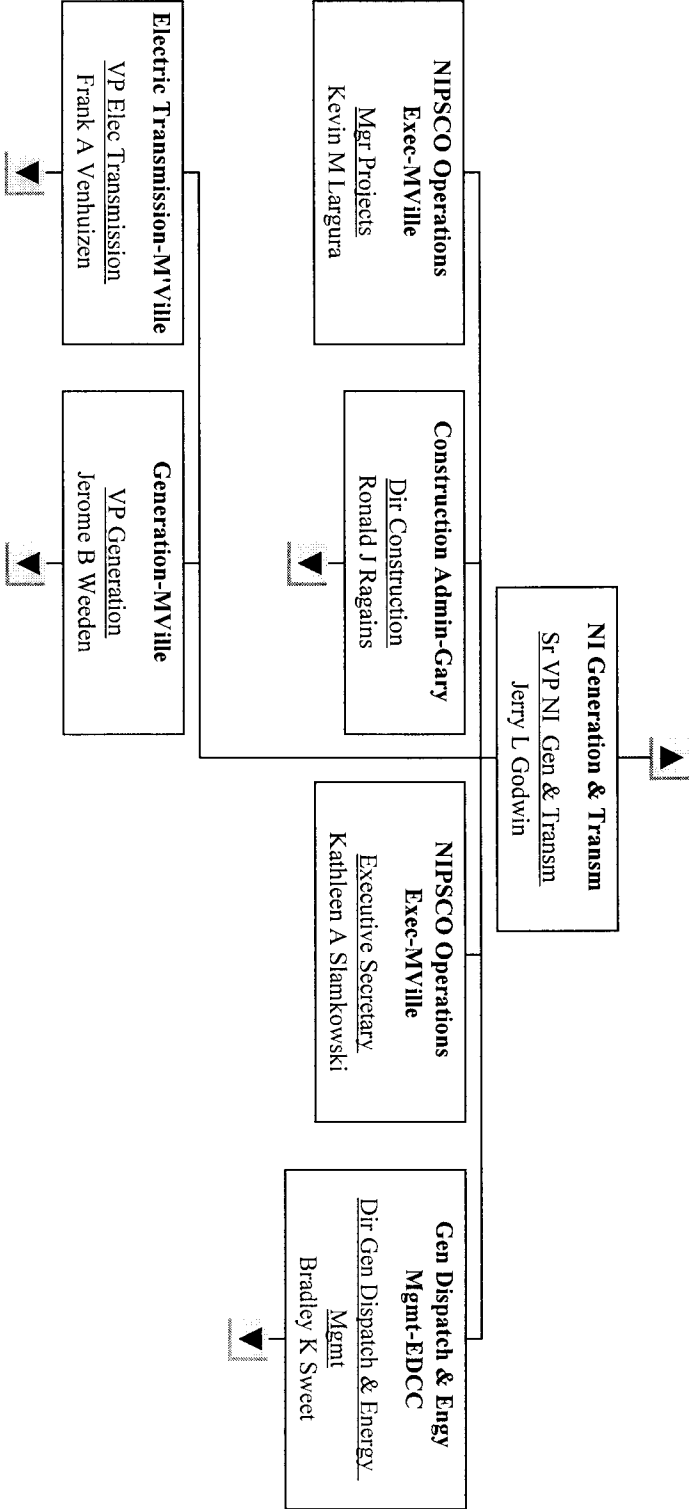 NI Generation & Transm
Sr VP NI Gen & Transm
Jerry L Godwin
NIPSCO Operations
Exec-MVille
Mgr Projects
Kevin M Largura
Construction Admin-Gary
Dir Construction
Ronald J Ragains
NIPSCO Operations
Exec-MVille
Executive Secretary
Kathleen A Slamkowski
Gen Dispatch & Engy
Mgmt-EDCC
Dir Gen Dispatch & Energy
Mgmt
Bradley K Sweet
Electric Transmission-M'Ville
VP Elec Transmission
Frank A Venhuizen
Generation-MVille
VP Generation
Jerome B Weeden